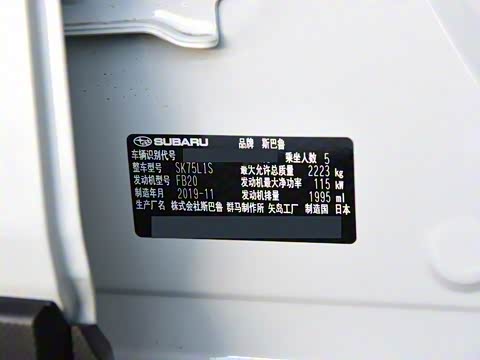 SUBARU 品牌 斯巴鲁
车辆识别代号 乘坐人数 5
整车型号 SK75L1S 最大允许总质量 2223 kg
发动机型号 FB20 发动机最大净功率 115 kW
制造年月 2019-11 发动机排量 1995 ml
生产厂名 株式会社斯巴鲁 群马制作所 矢岛工厂 制造国 日本